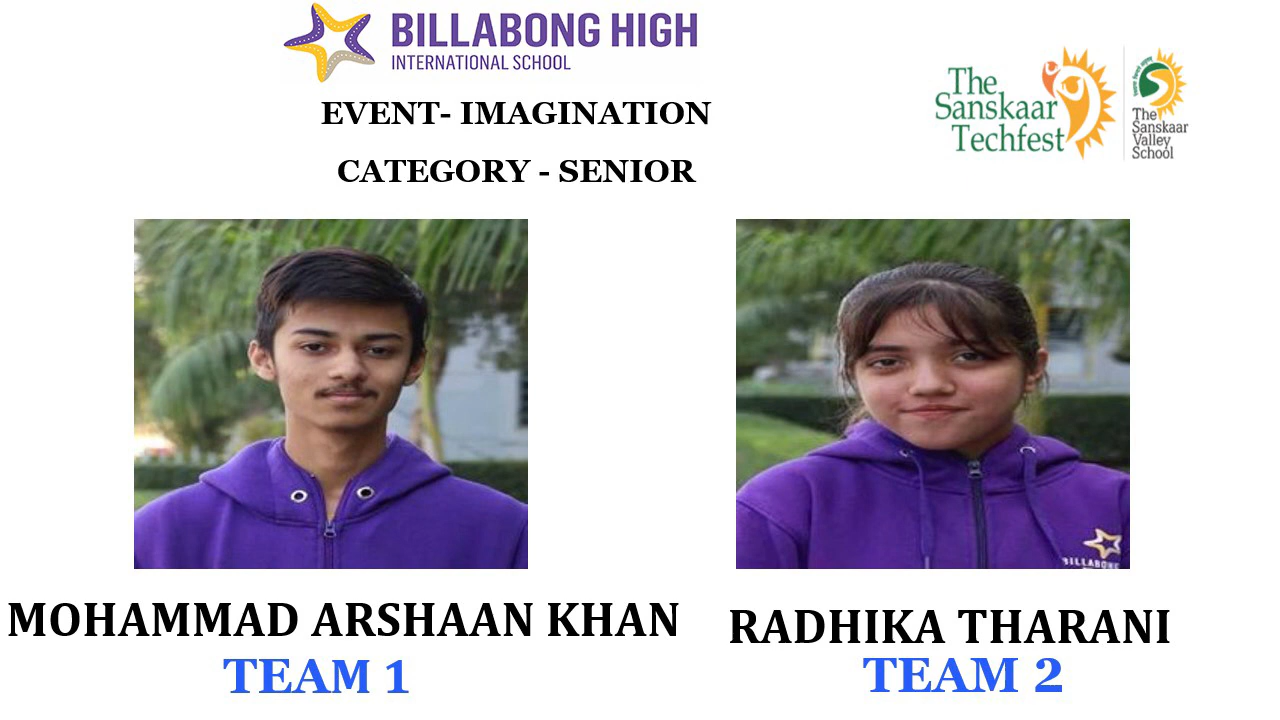 BILLABONG HIGH
INTERNATIONAL SCHOOL
EVENT- IMAGINATION
CATEGORY - SENIOR
The
Sanskaar
Techfest
The
Sanskaar
Valley
School
BILLABONG
MOHAMMAD ARSHAAN KHAN
TEAM 1
RADHIKA THARANI
TEAM 2